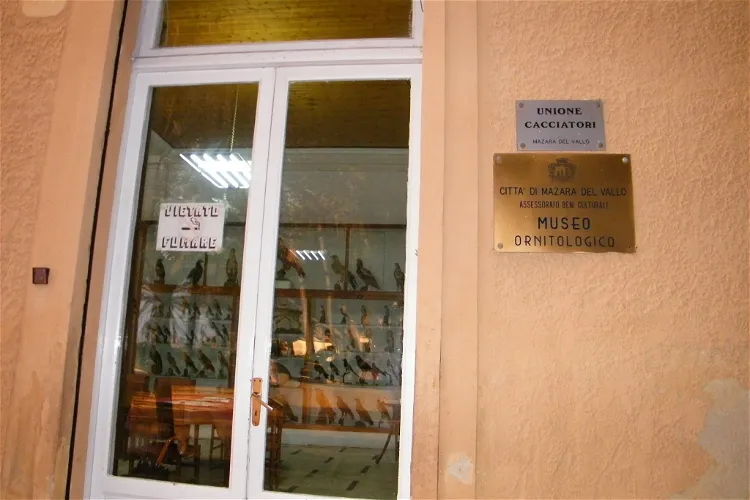 VIETATO
FUMARE
UNIONE
CACCIATORI
MAZARA DEL VALLO
CITTA' DI MAZARA DEL VALLO
ASSESSORATO BENI CULTURALI
MUSEO
ORNITOLOGICO